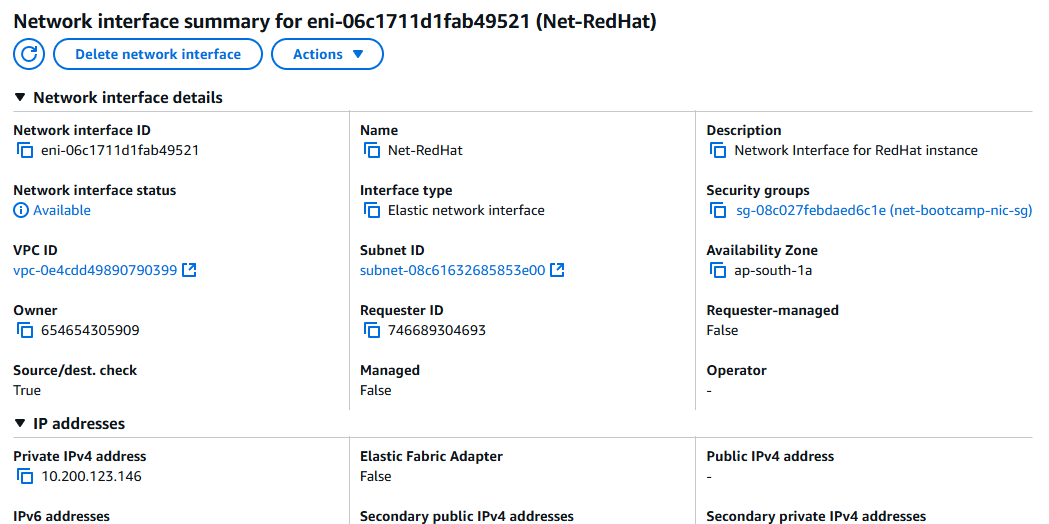 Network interface summary for eni-06c1711d1fab49521 (Net-RedHat)
Delete network interface Actions
Network interface details
Network interface ID Name Description
eni-06c1711d1fab49521 Net-RedHat Network Interface for RedHat instance
Network interface status Interface type Security groups
Available Elastic network interface sg-08c027febdaed6c1e (net-bootcamp-nic-sg)
VPC ID Subnet ID Availability Zone
vpc-0e4cdd49890790399 subnet-08c61632685853e00 ap-south-1a
Owner Requester ID Requester-managed
654654305909 746689304693 False
Source/dest. check Managed Operator
True False -
IP addresses
Private IPv4 address Elastic Fabric Adapter Public IPv4 address
10.200.123.146 False -
IPv6 addresses Secondary public IPv4 addresses Secondary private IPv4 addresses